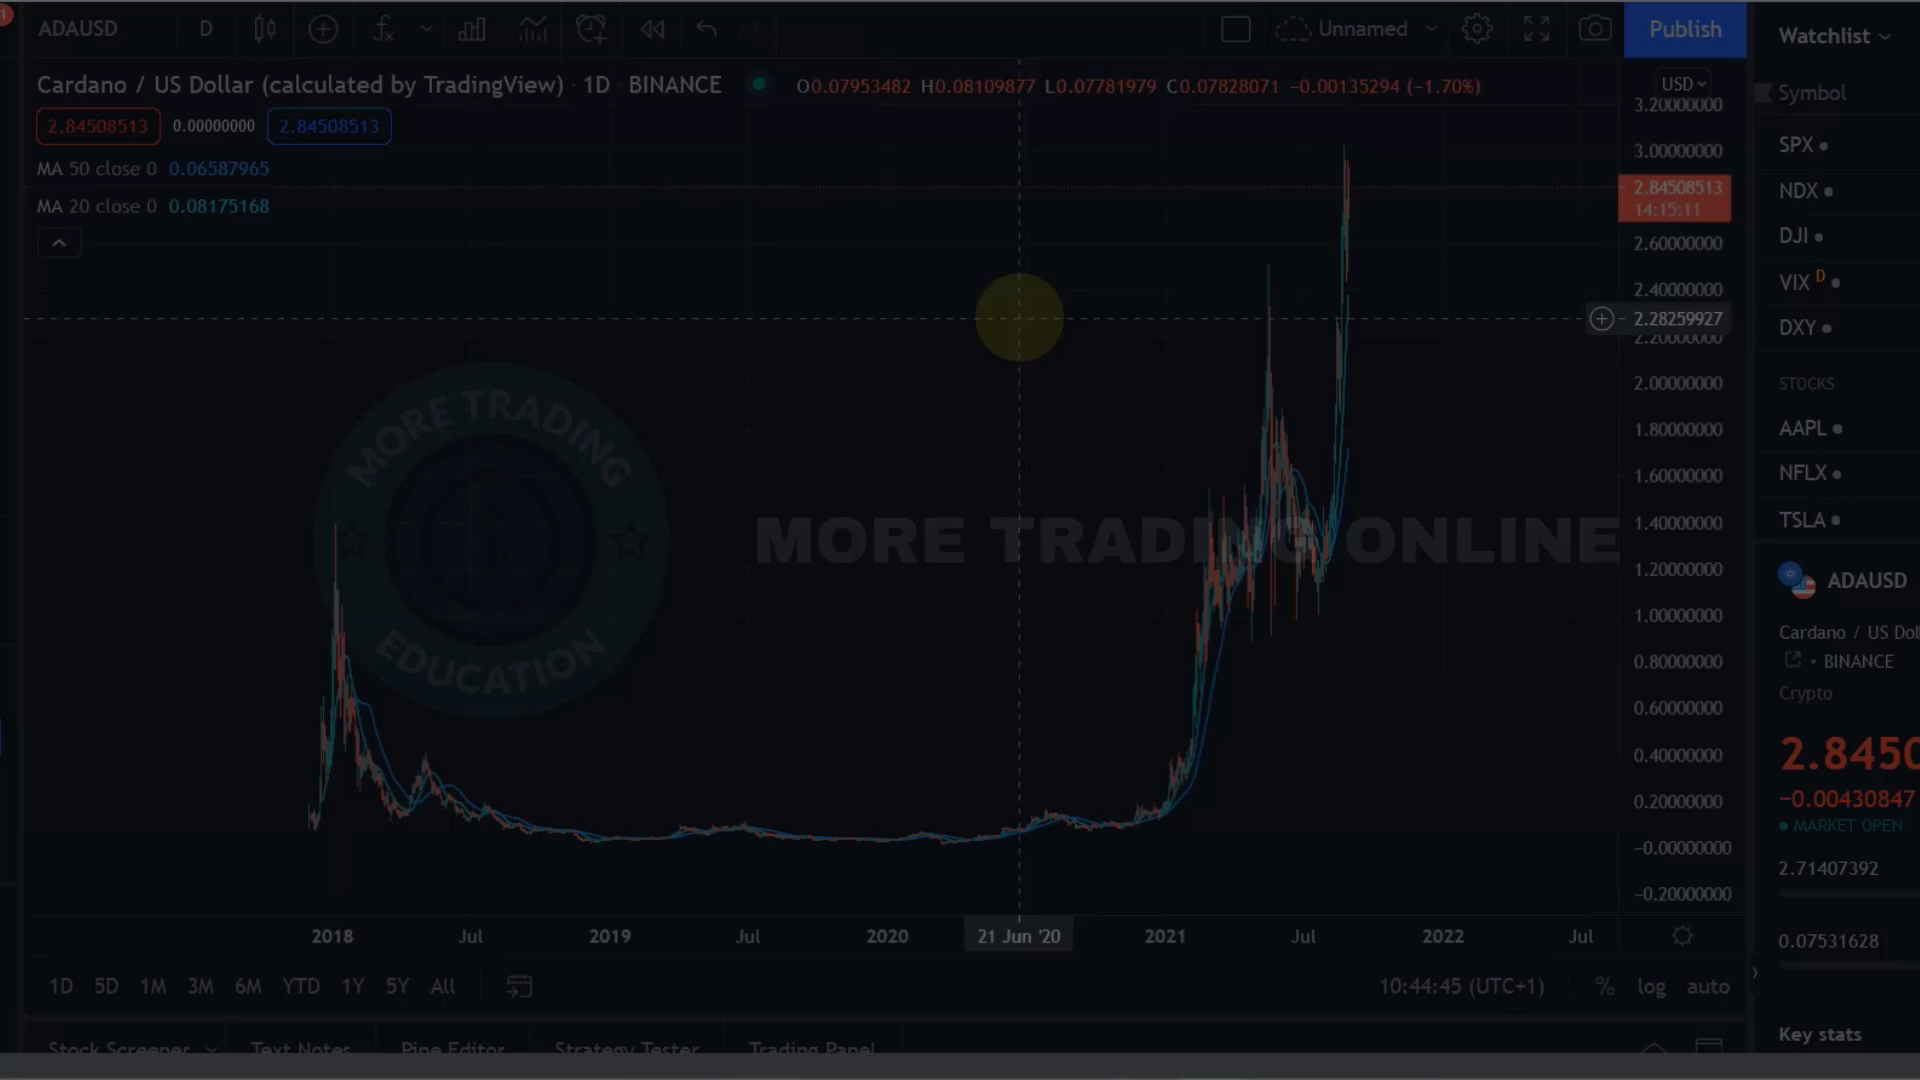 1
ADAUSD D Unnamed Publish
Cardano / US Dollar (calculated by TradingView) · 1D · BINANCE O0.07953482 H0.08109877 L0.07781979 C0.07828071 −0.00135294 (−1.70%)
2.84508513 0.00000000 2.84508513
MA 50 close 0 0.06587965
MA 20 close 0 0.08175168
USD
3.20000000
3.00000000
2.84508513
14:15:11
2.60000000
2.40000000
2.28259927
2.20000000
2.00000000
1.80000000
1.60000000
1.40000000
1.20000000
1.00000000
0.80000000
0.60000000
0.40000000
0.20000000
−0.00000000
−0.20000000
MORE TRADING
EDUCATION
MORE TRADING ONLINE
2018 Jul 2019 Jul 2020 21 Jun '20 2021 Jul 2022 Jul
1D 5D 1M 3M 6M YTD 1Y 5Y All 10:44:45 (UTC+1) % log auto
Stock Screener Text Notes Pine Editor Strategy Tester Trading Panel
Watchlist
Symbol
SPX
NDX
DJI
VIX D
DXY
STOCKS
AAPL
NFLX
TSLA
ADAUSD
Cardano / US Dol
BINANCE
Crypto
2.8450
−0.00430847
MARKET OPEN
2.71407392
0.07531628
Key stats